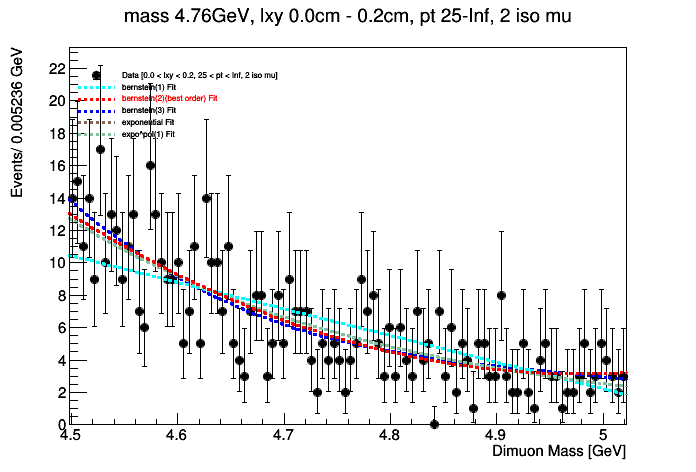 mass 4.76GeV, lxy 0.0cm - 0.2cm, pt 25-Inf, 2 iso mu
Events/ 0.005236 GeV
22
20
18
16
14
12
10
8
6
4
2
0
Data [0.0 < lxy < 0.2, 25 < pt < Inf, 2 iso mu]
bernstein(1) Fit
bernstein(2)(best order) Fit
bernstein(3) Fit
exponential Fit
expo*pol(1) Fit
4.5
4.6
4.7
4.8
4.9
5
Dimuon Mass [GeV]